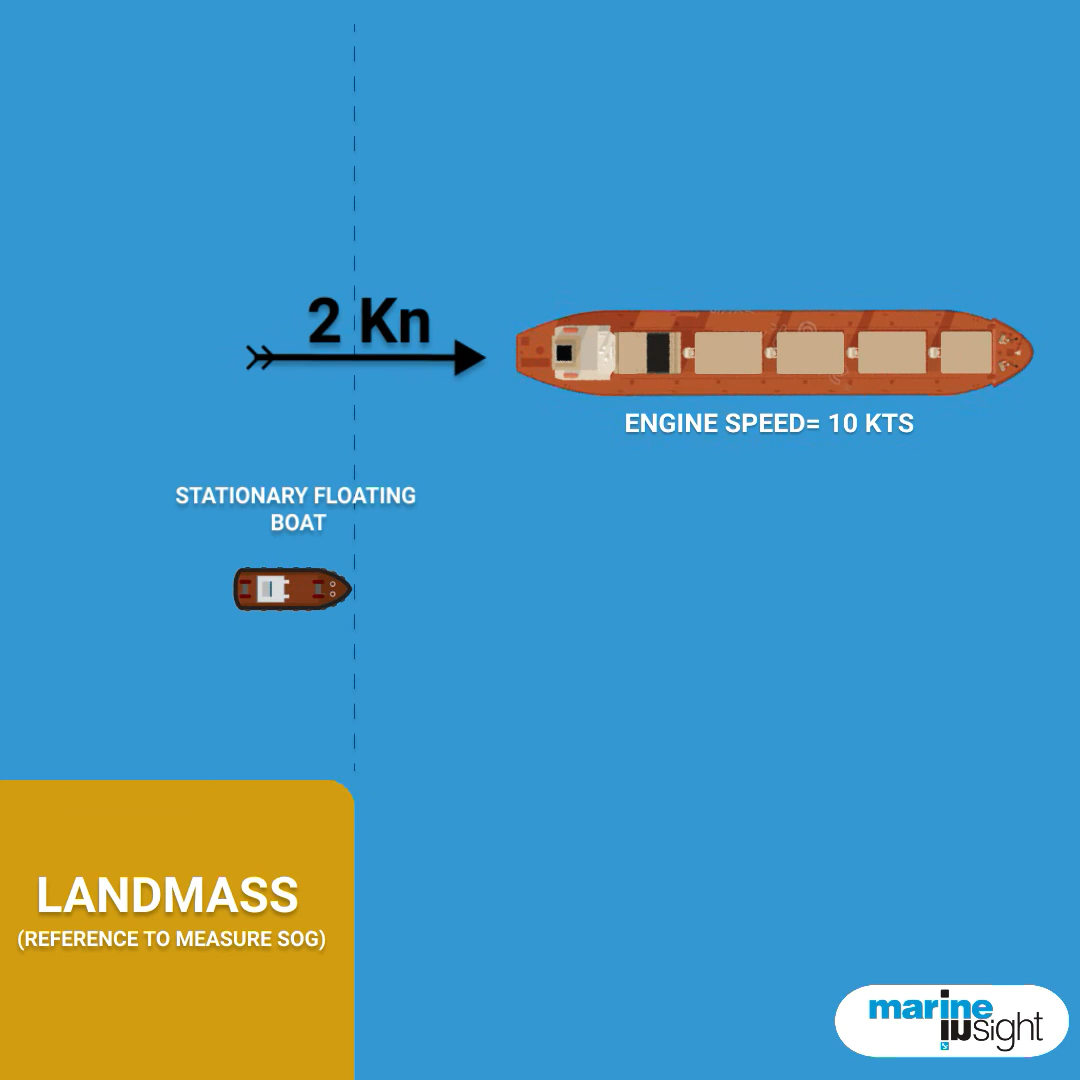 2 Kn
ENGINE SPEED= 10 KTS
STATIONARY FLOATING
BOAT
LANDMASS
(REFERENCE TO MEASURE SOG)
marine
insight